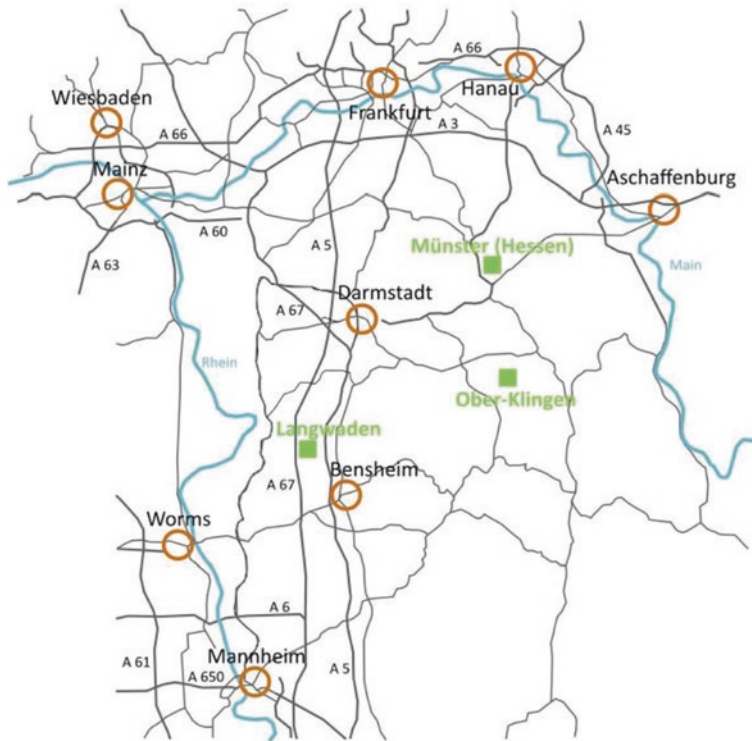 A 66
Wiesbaden
Hanau
Frankfurt
A 66
A 3
A 45
Mainz
Aschaffenburg
A 60
A 5
A 63
Münster (Hessen)
Main
Darmstadt
A 67
Rhein
Ober-Klingen
Langwaden
Bensheim
A 67
Worms
A 6
Mannheim
A 61
A 650
A 5